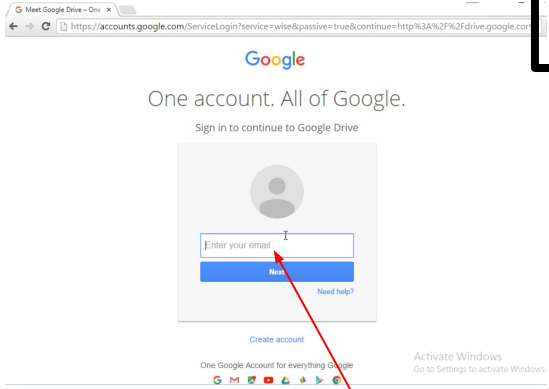 Meet Google Drive – One
https://accounts.google.com/ServiceLogin?service=wise&passive=true&continue=http%3A%2F%2Fdrive.google.co
Google
One account. All of Google.
Sign in to continue to Google Drive
Enter your email
Next
Need help?
Create account
One Google Account for everything Google
Activate Windows
Go to Settings to activate Windows.